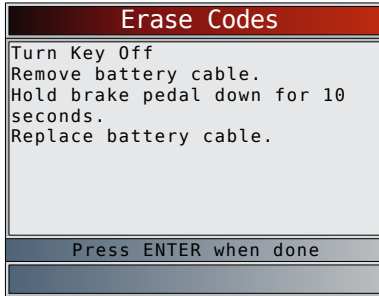 Erase Codes
Turn Key Off
Remove battery cable.
Hold brake pedal down for 10
seconds.
Replace battery cable.
Press ENTER when done